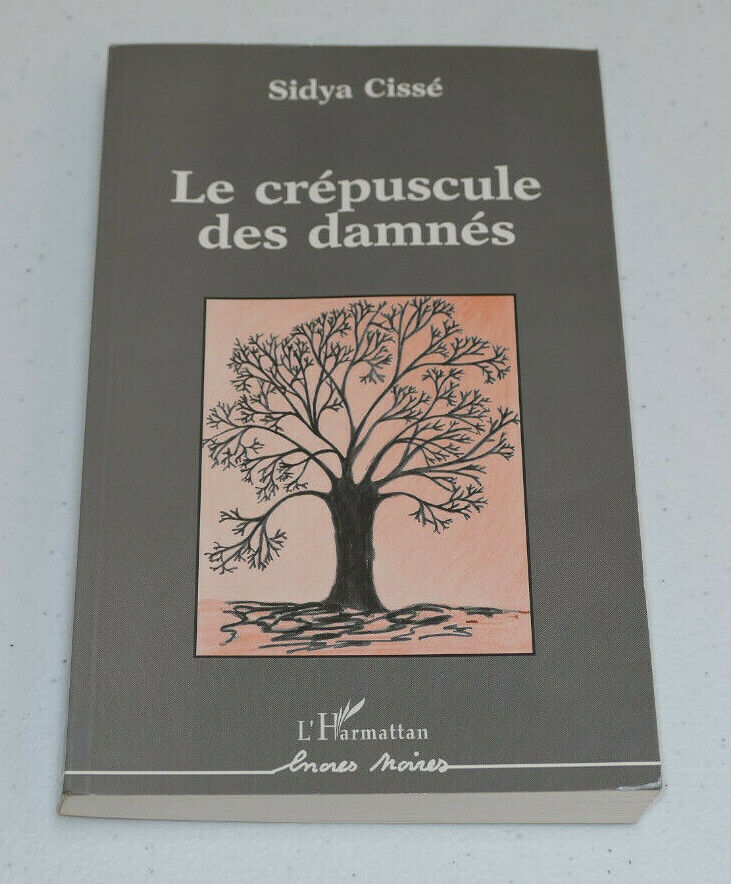 Sidya Cissé
Le crépuscule
des damnés
L'Harmattan
Encres Noires